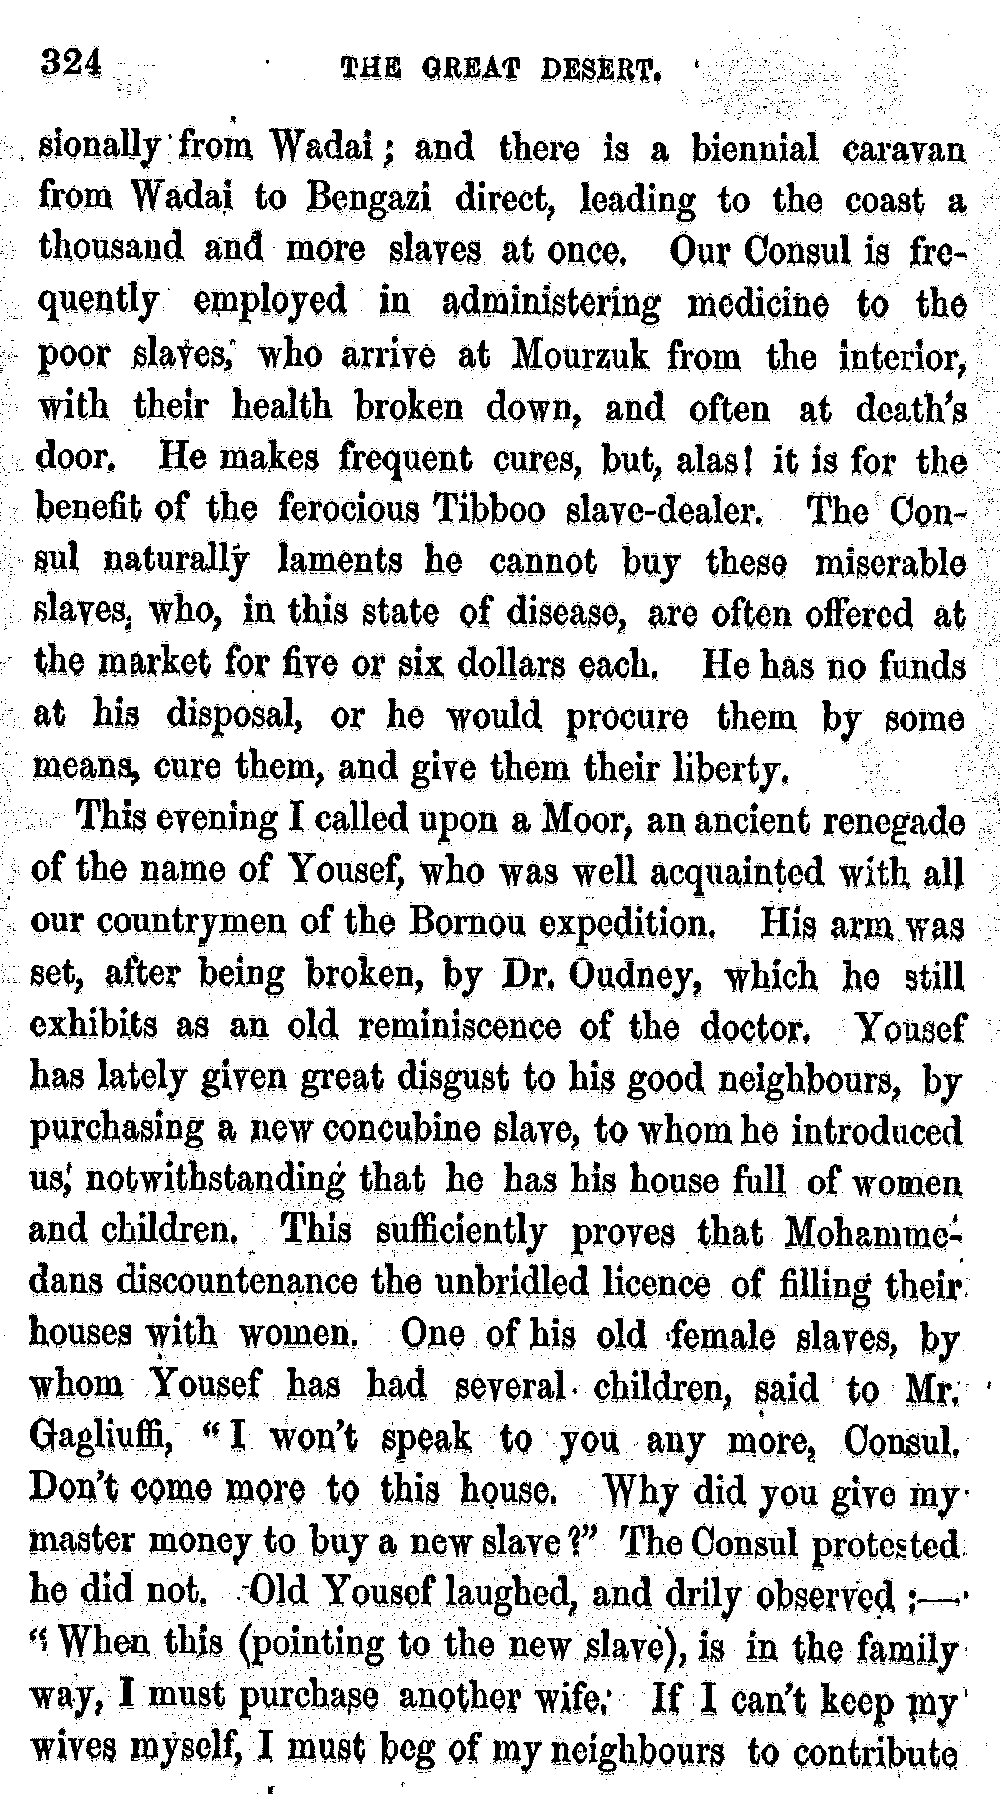 324 THE GREAT DESERT.
sionally from Wadai; and there is a biennial caravan
from Wadai to Bengazi direct, leading to the coast a
thousand and more slaves at once. Our Consul is fre-
quently employed in administering medicine to the
poor slaves, who arrive at Mourzuk from the interior,
with their health broken down, and often at death's
door. He makes frequent cures, but, alas! it is for the
benefit of the ferocious Tibboo slave-dealer. The Con-
sul naturally laments he cannot buy these miserable
slaves, who, in this state of disease, are often offered at
the market for five or six dollars each. He has no funds
at his disposal, or he would procure them by some
means, cure them, and give them their liberty.
This evening I called upon a Moor, an ancient renegade
of the name of Yousef, who was well acquainted with all
our countrymen of the Bornou expedition. His arm was
set, after being broken, by Dr. Oudney, which he still
exhibits as an old reminiscence of the doctor. Yousef
has lately given great disgust to his good neighbours, by
purchasing a new concubine slave, to whom he introduced
us, notwithstanding that he has his house full of women
and children. This sufficiently proves that Mohamme-
dans discountenance the unbridled licence of filling their
houses with women. One of his old female slaves, by
whom Yousef has had several children, said to Mr.
Gagliuffi, "I won't speak to you any more, Consul.
Don't come more to this house. Why did you give my
master money to buy a new slave?" The Consul protested
he did not. Old Yousef laughed, and drily observed:—
"When this (pointing to the new slave), is in the family
way, I must purchase another wife. If I can't keep my
wives myself, I must beg of my neighbours to contribute